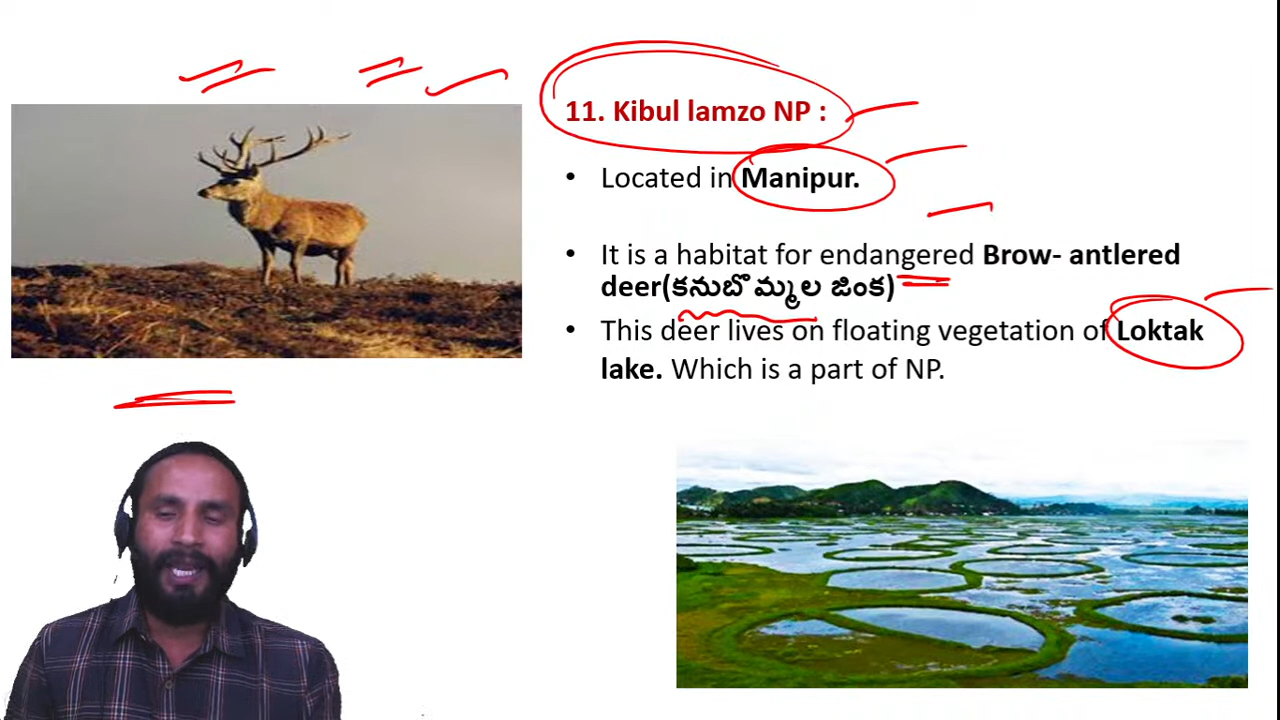 11. Kibul lamzo NP :
• Located in Manipur.
• It is a habitat for endangered Brow- antlered
deer(కనుబొమ్మల జింక)
• This deer lives on floating vegetation of Loktak
lake. Which is a part of NP.